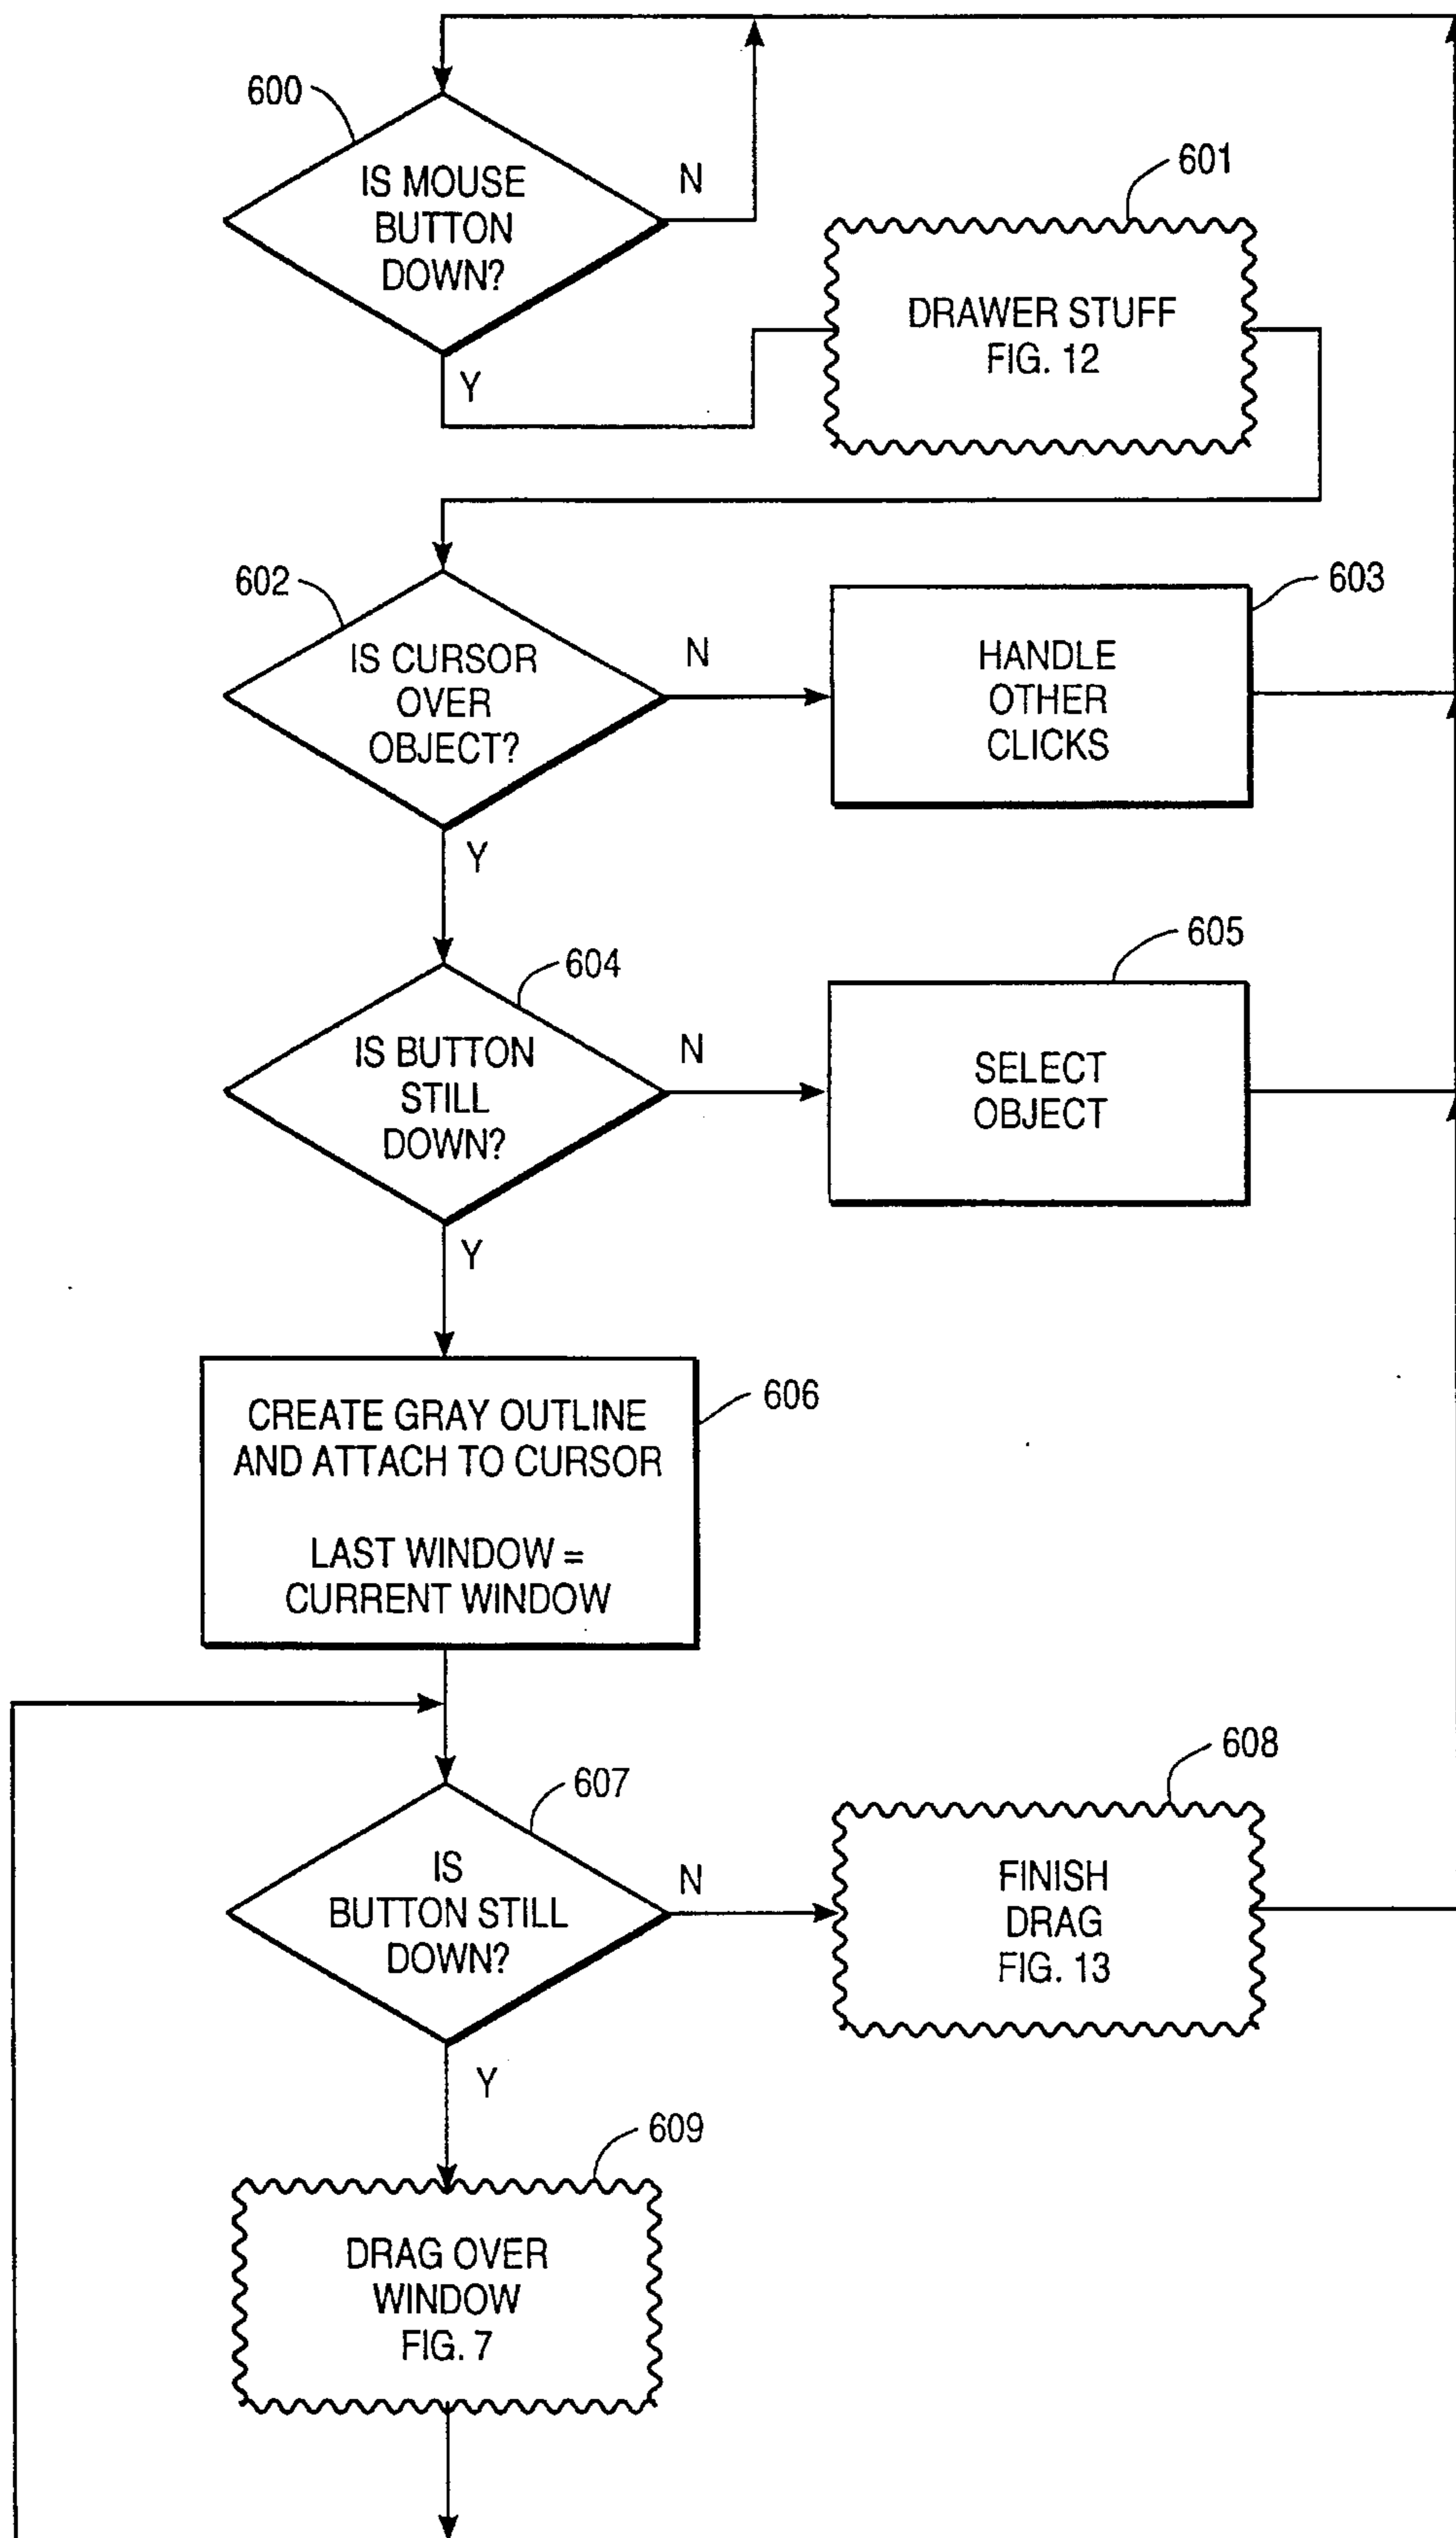 600
IS MOUSE
BUTTON
DOWN?
N
Y
601
DRAWER STUFF
FIG. 12
602
IS CURSOR
OVER
OBJECT?
N
Y
603
HANDLE
OTHER
CLICKS
604
IS BUTTON
STILL
DOWN?
N
Y
605
SELECT
OBJECT
606
CREATE GRAY OUTLINE
AND ATTACH TO CURSOR
LAST WINDOW =
CURRENT WINDOW
607
IS
BUTTON STILL
DOWN?
N
Y
608
FINISH
DRAG
FIG. 13
609
DRAG OVER
WINDOW
FIG. 7